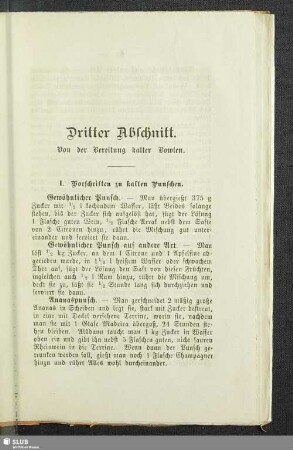 Dritter Abschnitt.
Von der Bereitung kalter Bowlen.
I. Vorschriften zu kalten Punschen.
Gewöhnlicher Punsch. — Man übergießt 375 g
Zucker mit 1/2 l kochendem Wasser, läßt Beides solange
stehen, bis der Zucker sich aufgelöst hat, fügt der Lösung
1 Flasche guten Wein, 1/2 Flasche Arrak nebst dem Saft
von 2 Citronen hinzu, rührt die Mischung gut unter-
einander und serviert sie dann.
Gewöhnlicher Punsch auf andere Art. — Man
läßt 1/2 kg Zucker, an dem 1 Citrone und 1 Apfelsine ab-
gerieben wurde, in 1/2 l heißem Wasser oder schwachem
Thee auf, fügt der Lösung den Saft von diesen Früchten,
ingleichen auch 1/2 l Rum hinzu, rührt die Mischung um,
deckt sie zu, läßt sie 1/2 Stunde lang sich durchziehen und
serviert sie dann.
Ananaspunsch. — Man zerschneidet 2 mäßig große
Ananas in Scheiben und legt sie, stark mit Zucker bestreut,
in eine mit Deckel versehene Terrine, worin sie, nachdem
man sie mit 1 Glase Madeira übergoß, 24 Stunden ste-
hen bleiben. Alsdann taucht man 1 kg Zucker in Wasser
oben ein und gibt ihn nebst 5 Flaschen guten, nicht sauren
Rheinwein in die Terrine. Wenn dann der Punsch ge-
trunken werden soll, gießt man noch 1 Flasche Champagner
hinzu und rührt Alles wohl durcheinander.
SLUB